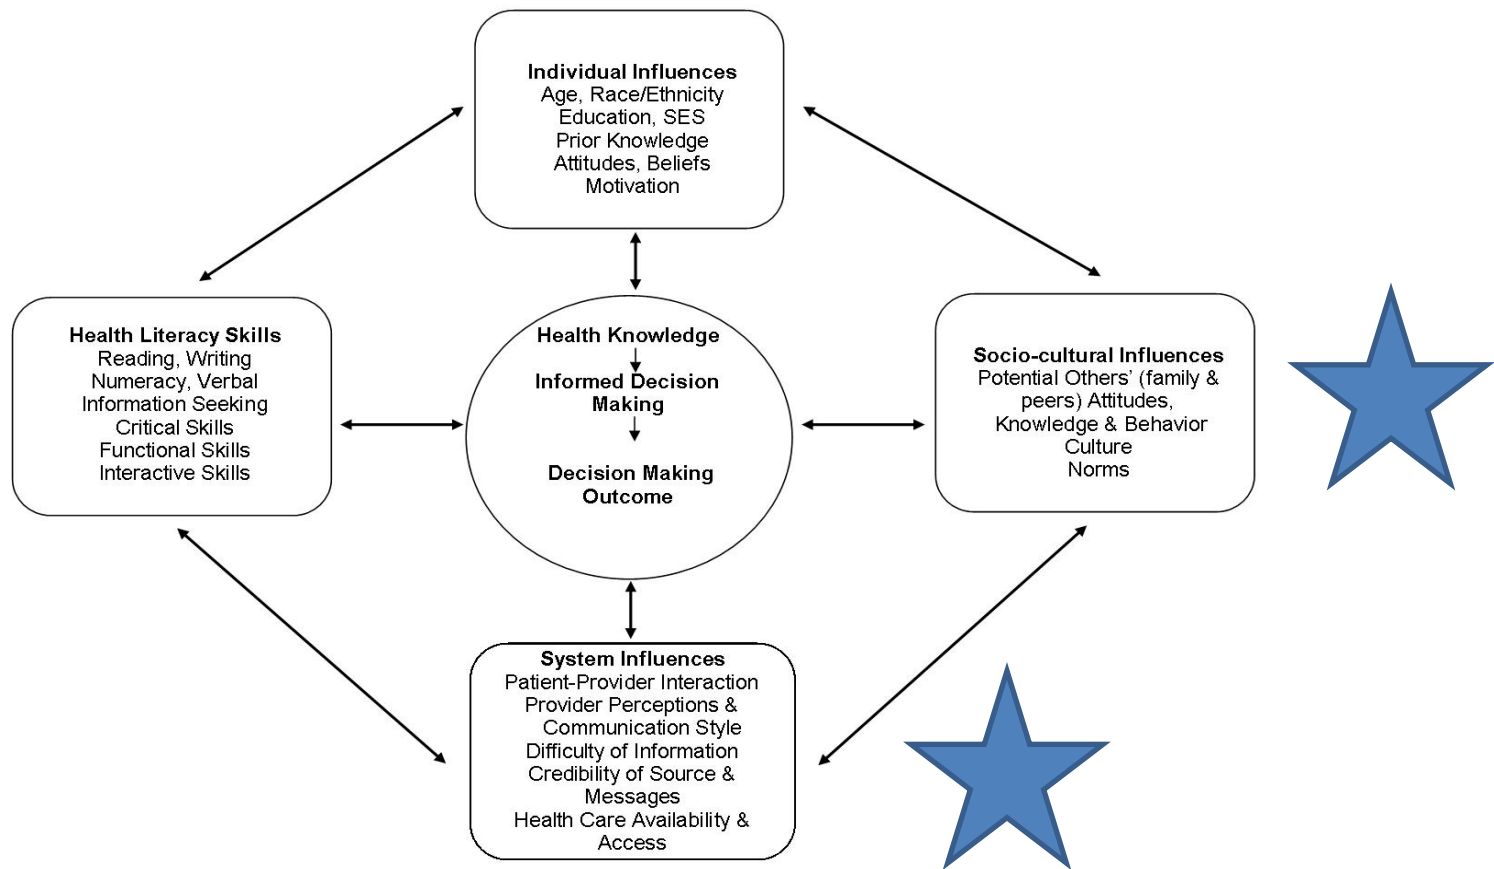 Individual Influences
Age, Race/Ethnicity
Education, SES
Prior Knowledge
Attitudes, Beliefs
Motivation
Health Literacy Skills
Reading, Writing
Numeracy, Verbal
Information Seeking
Critical Skills
Functional Skills
Interactive Skills
Health Knowledge
Informed Decision
Making
Decision Making
Outcome
Socio-cultural Influences
Potential Others' (family &
peers) Attitudes,
Knowledge & Behavior
Culture
Norms
System Influences
Patient-Provider Interaction
Provider Perceptions &
Communication Style
Difficulty of Information
Credibility of Source &
Messages
Health Care Availability &
Access